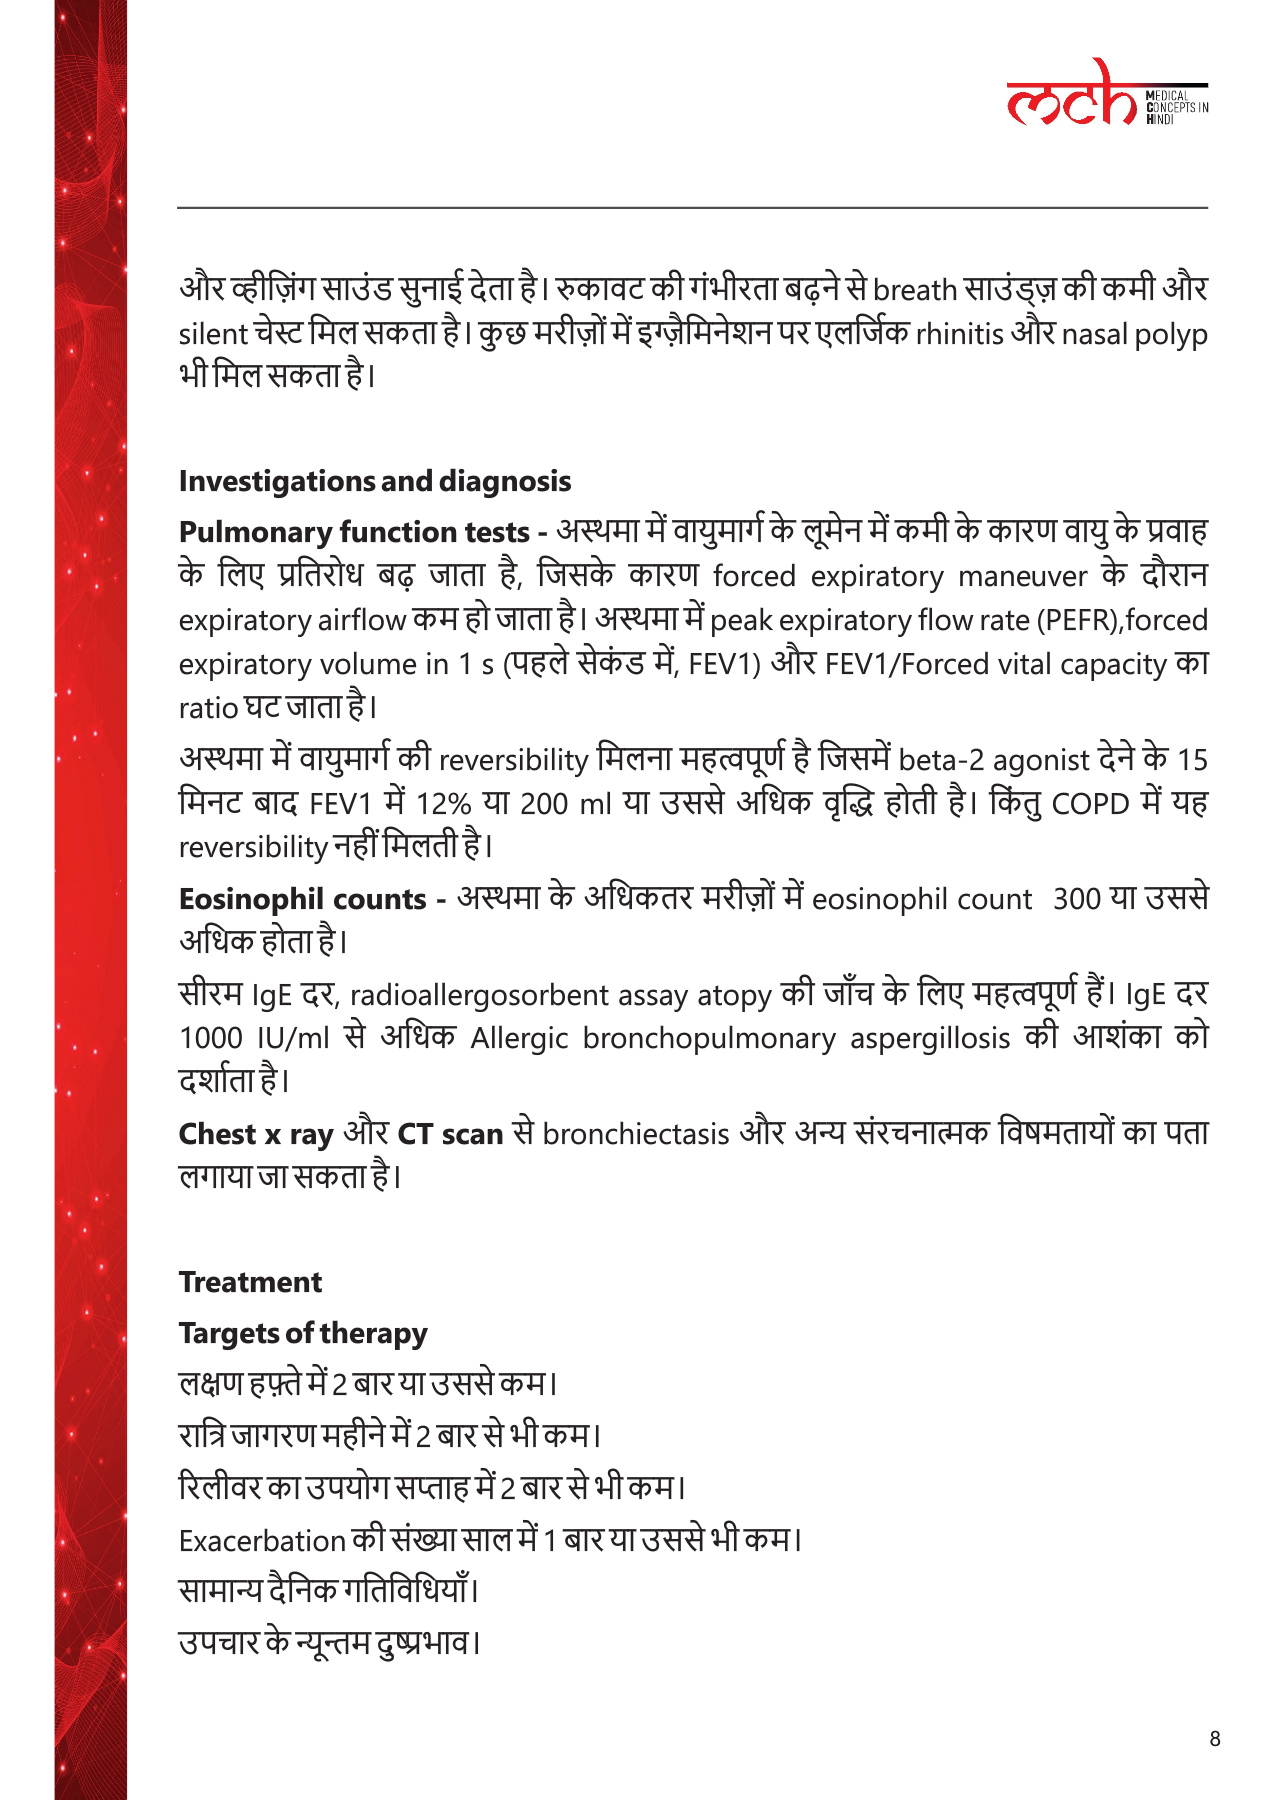 mch MEDICAL
CONCEPTS IN
HINDI
और व्हीज़िंग साउंड सुनाई देता है। रुकावट की गंभीरता बढ़ने से breath साउंड्ज़ की कमी और
silent चेस्ट मिल सकता है। कुछ मरीज़ों में इग्ज़ैमिनेशन पर एलर्जिक rhinitis और nasal polyp
भी मिल सकता है।
Investigations and diagnosis
Pulmonary function tests - अस्थमा में वायुमार्ग के लूमेन में कमी के कारण वायु के प्रवाह
के लिए प्रतिरोध बढ़ जाता है, जिसके कारण forced expiratory maneuver के दौरान
expiratory airflow कम हो जाता है। अस्थमा में peak expiratory flow rate (PEFR),forced
expiratory volume in 1 s (पहले सेकंड में, FEV1) और FEV1/Forced vital capacity का
ratio घट जाता है।
अस्थमा में वायुमार्ग की reversibility मिलना महत्वपूर्ण है जिसमें beta-2 agonist देने के 15
मिनट बाद FEV1 में 12% या 200 ml या उससे अधिक वृद्धि होती है। किंतु COPD में यह
reversibility नहीं मिलती है।
Eosinophil counts - अस्थमा के अधिकतर मरीज़ों में eosinophil count 300 या उससे
अधिक होता है।
सीरम IgE दर, radioallergosorbent assay atopy की जाँच के लिए महत्वपूर्ण हैं। IgE दर
1000 IU/ml से अधिक Allergic bronchopulmonary aspergillosis की आशंका को
दर्शाता है।
Chest x ray और CT scan से bronchiectasis और अन्य संरचनात्मक विषमतायों का पता
लगाया जा सकता है।
Treatment
Targets of therapy
लक्षण हफ़्ते में 2 बार या उससे कम।
रात्रि जागरण महीने में 2 बार से भी कम।
रिलीवर का उपयोग सप्ताह में 2 बार से भी कम।
Exacerbation की संख्या साल में 1 बार या उससे भी कम।
सामान्य दैनिक गतिविधियाँ।
उपचार के न्यून्तम दुष्प्रभाव।
8